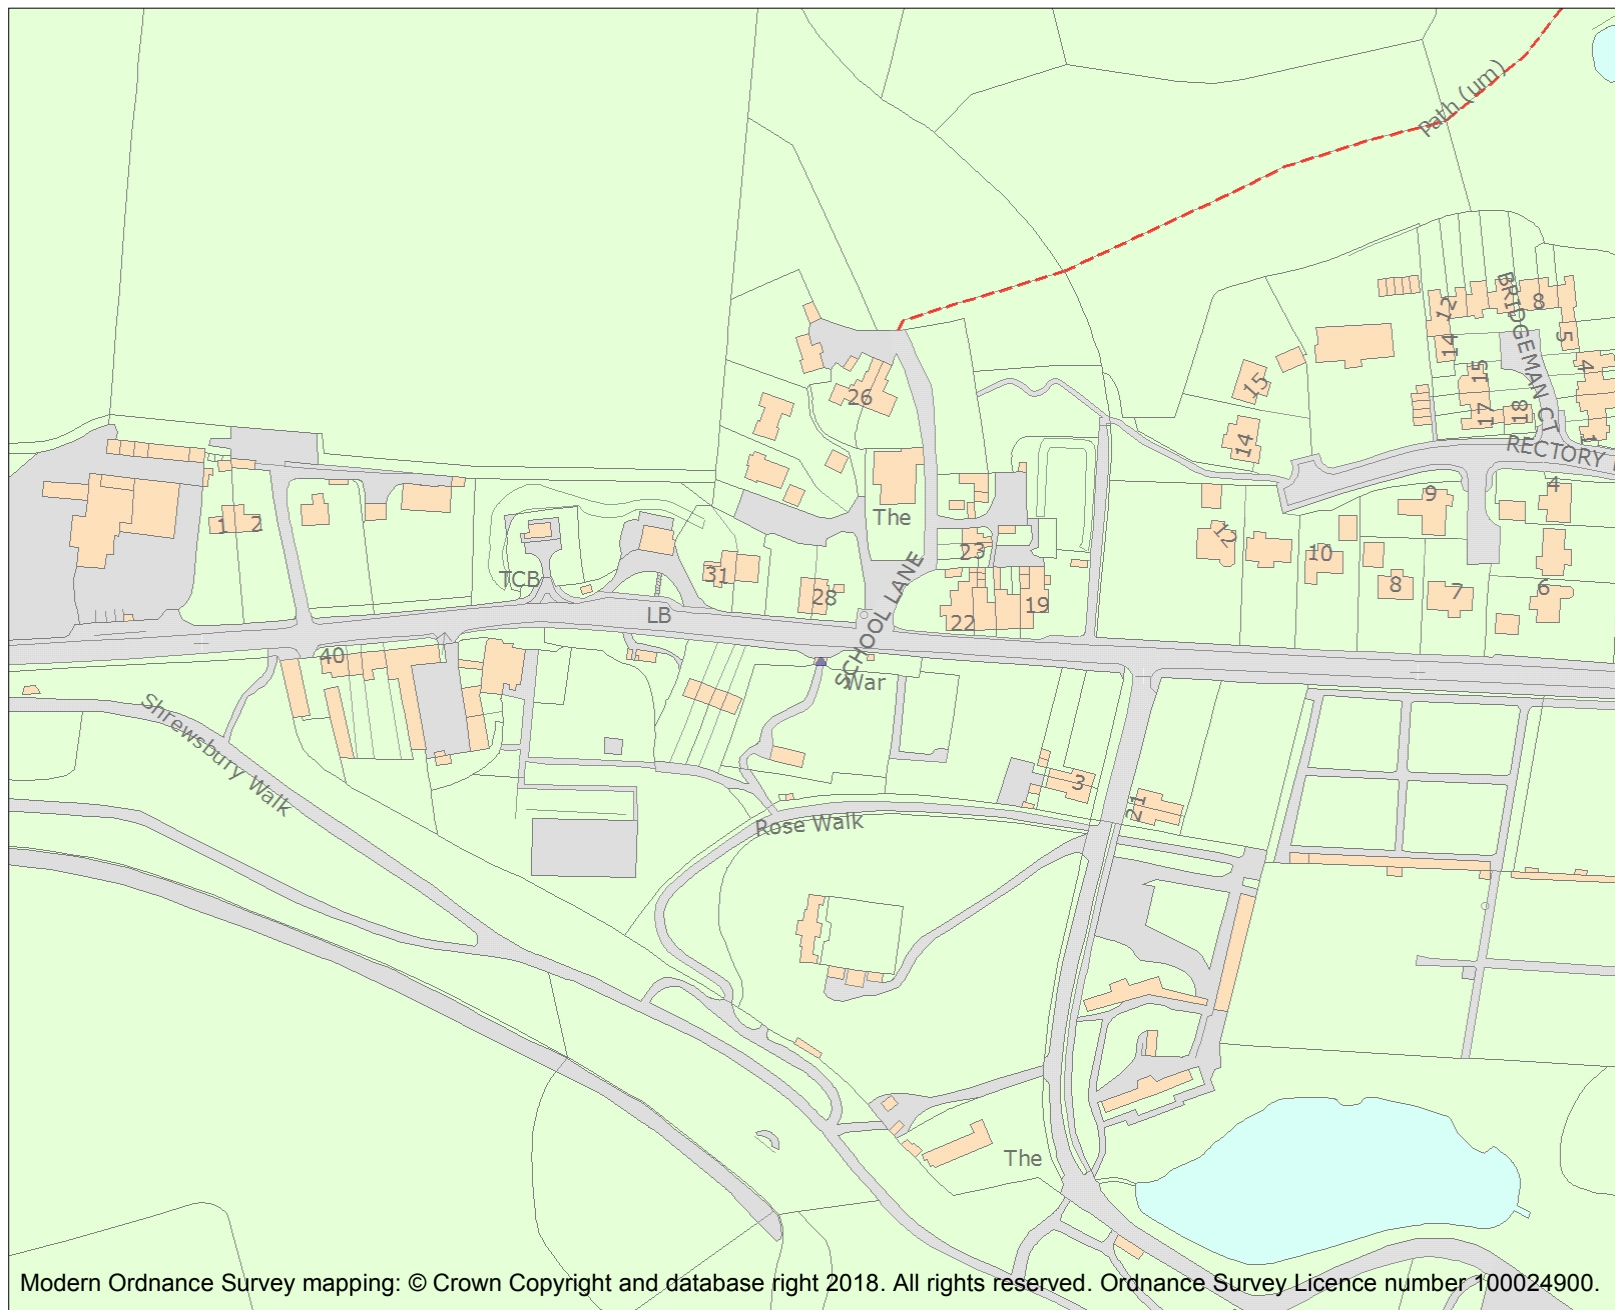 Path (um)
BRIDGEMAN CT
12
8
14
5
15
4
15
26
17
18
1
14
RECTORY
The
9
4
1
2
12
23
10
TCB
31
28
8
7
6
LB
22
19
SCHOOL LANE
40
War
Shrewsbury Walk
3
21
Rose Walk
The
Modern Ordnance Survey mapping: © Crown Copyright and database right 2018. All rights reserved. Ordnance Survey Licence number 100024900.